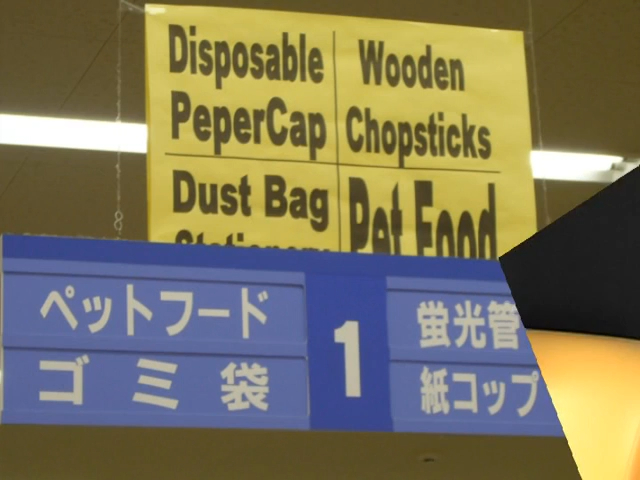 Disposable
PeperCap
Wooden
Chopsticks
Dust Bag
Stationery
Pet Food
ペットフード
ゴミ袋
1
蛍光管
紙コップ